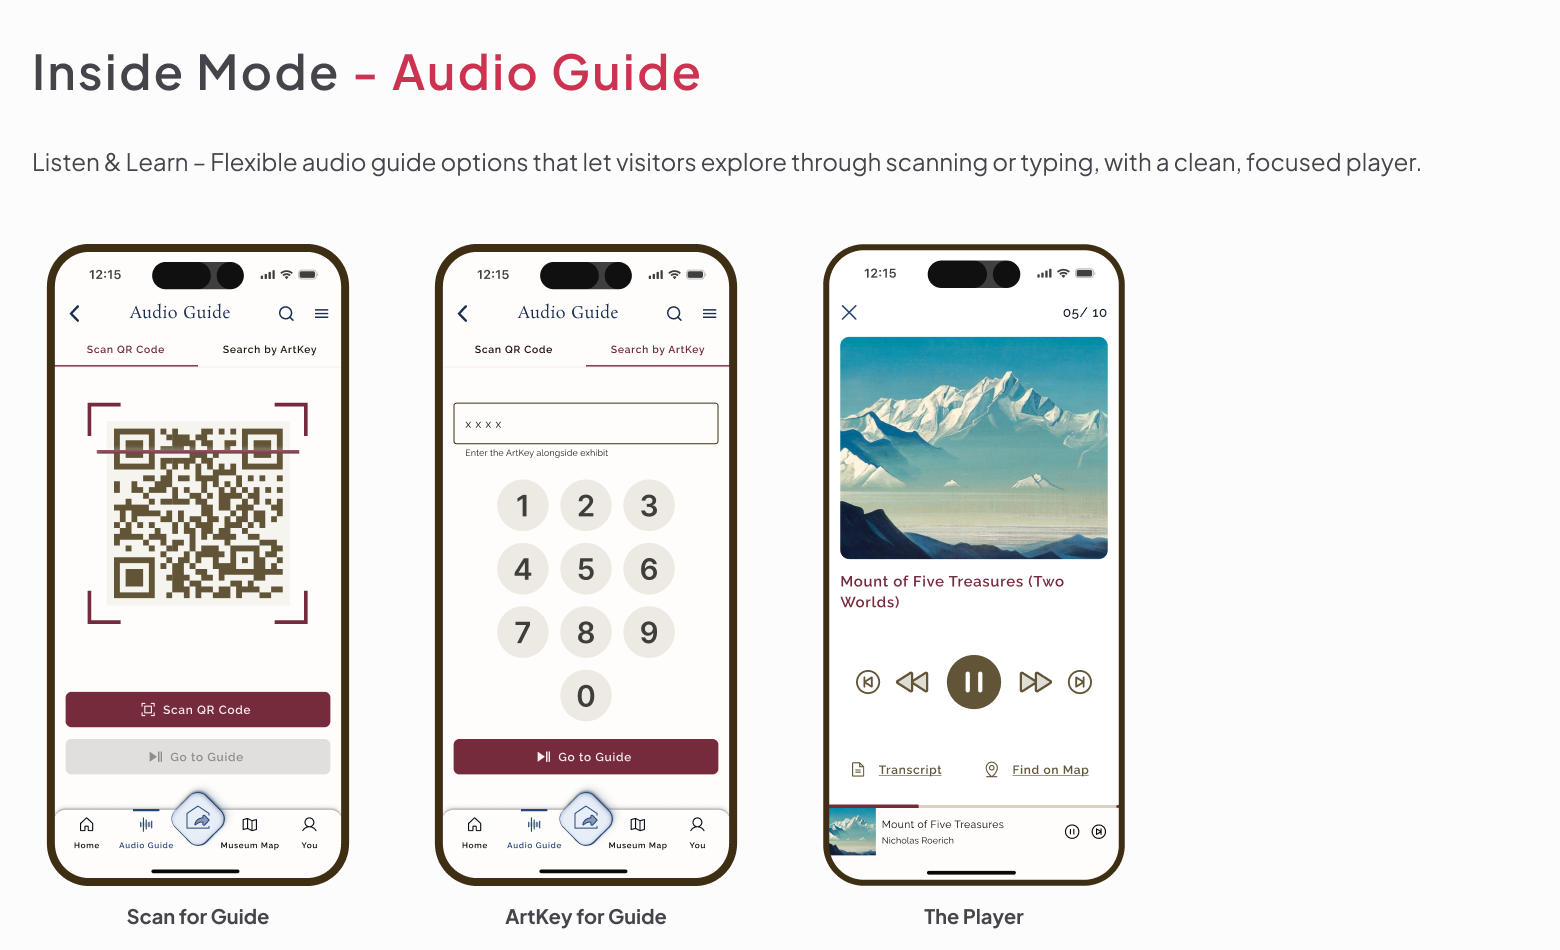 Inside Mode – Audio Guide
Listen & Learn – Flexible audio guide options that let visitors explore through scanning or typing, with a clean, focused player.
12:15
Audio Guide
Scan QR Code
Search by ArtKey
Scan QR Code
Go to Guide
Home
Audio Guide
Museum Map
You
Scan for Guide
12:15
Audio Guide
Scan QR Code
Search by ArtKey
x x x x
Enter the ArtKey alongside exhibit
1 2 3
4 5 6
7 8 9
0
Go to Guide
Home
Audio Guide
Museum Map
You
ArtKey for Guide
12:15
05/ 10
Mount of Five Treasures (Two
Worlds)
Transcript
Find on Map
Mount of Five Treasures
Nicholas Roerich
The Player